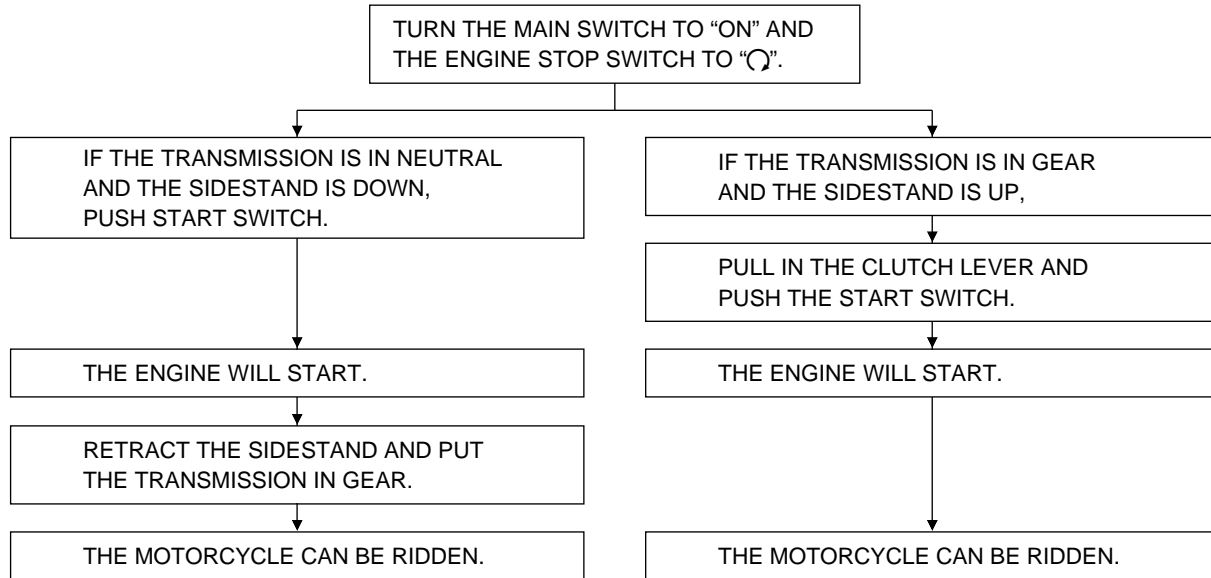 TURN THE MAIN SWITCH TO “ON” AND
THE ENGINE STOP SWITCH TO “”.
IF THE TRANSMISSION IS IN NEUTRAL
AND THE SIDESTAND IS DOWN,
PUSH START SWITCH.
THE ENGINE WILL START.
RETRACT THE SIDESTAND AND PUT
THE TRANSMISSION IN GEAR.
THE MOTORCYCLE CAN BE RIDDEN.
IF THE TRANSMISSION IS IN GEAR
AND THE SIDESTAND IS UP,
PULL IN THE CLUTCH LEVER AND
PUSH THE START SWITCH.
THE ENGINE WILL START.
THE MOTORCYCLE CAN BE RIDDEN.